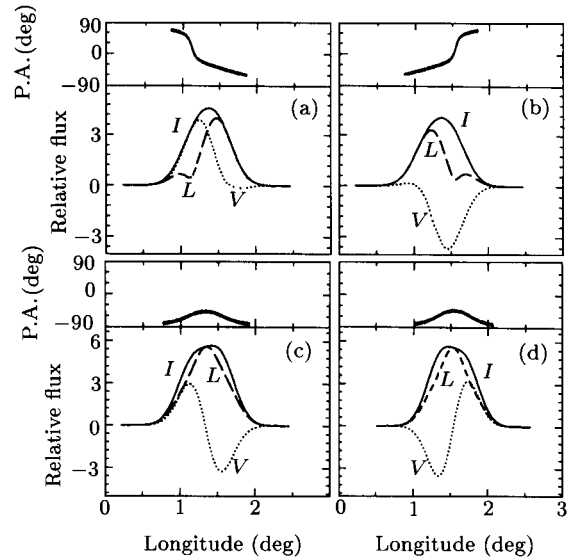 P.A.(deg)
90
0
−90
(a)
(b)
Relative flux
3
0
−3
I
L
V
I
L
V
P.A.(deg)
90
0
−90
(c)
(d)
Relative flux
6
3
0
−3
I
L
V
I
L
V
0 1 2 0 1 2 3
Longitude (deg) Longitude (deg)